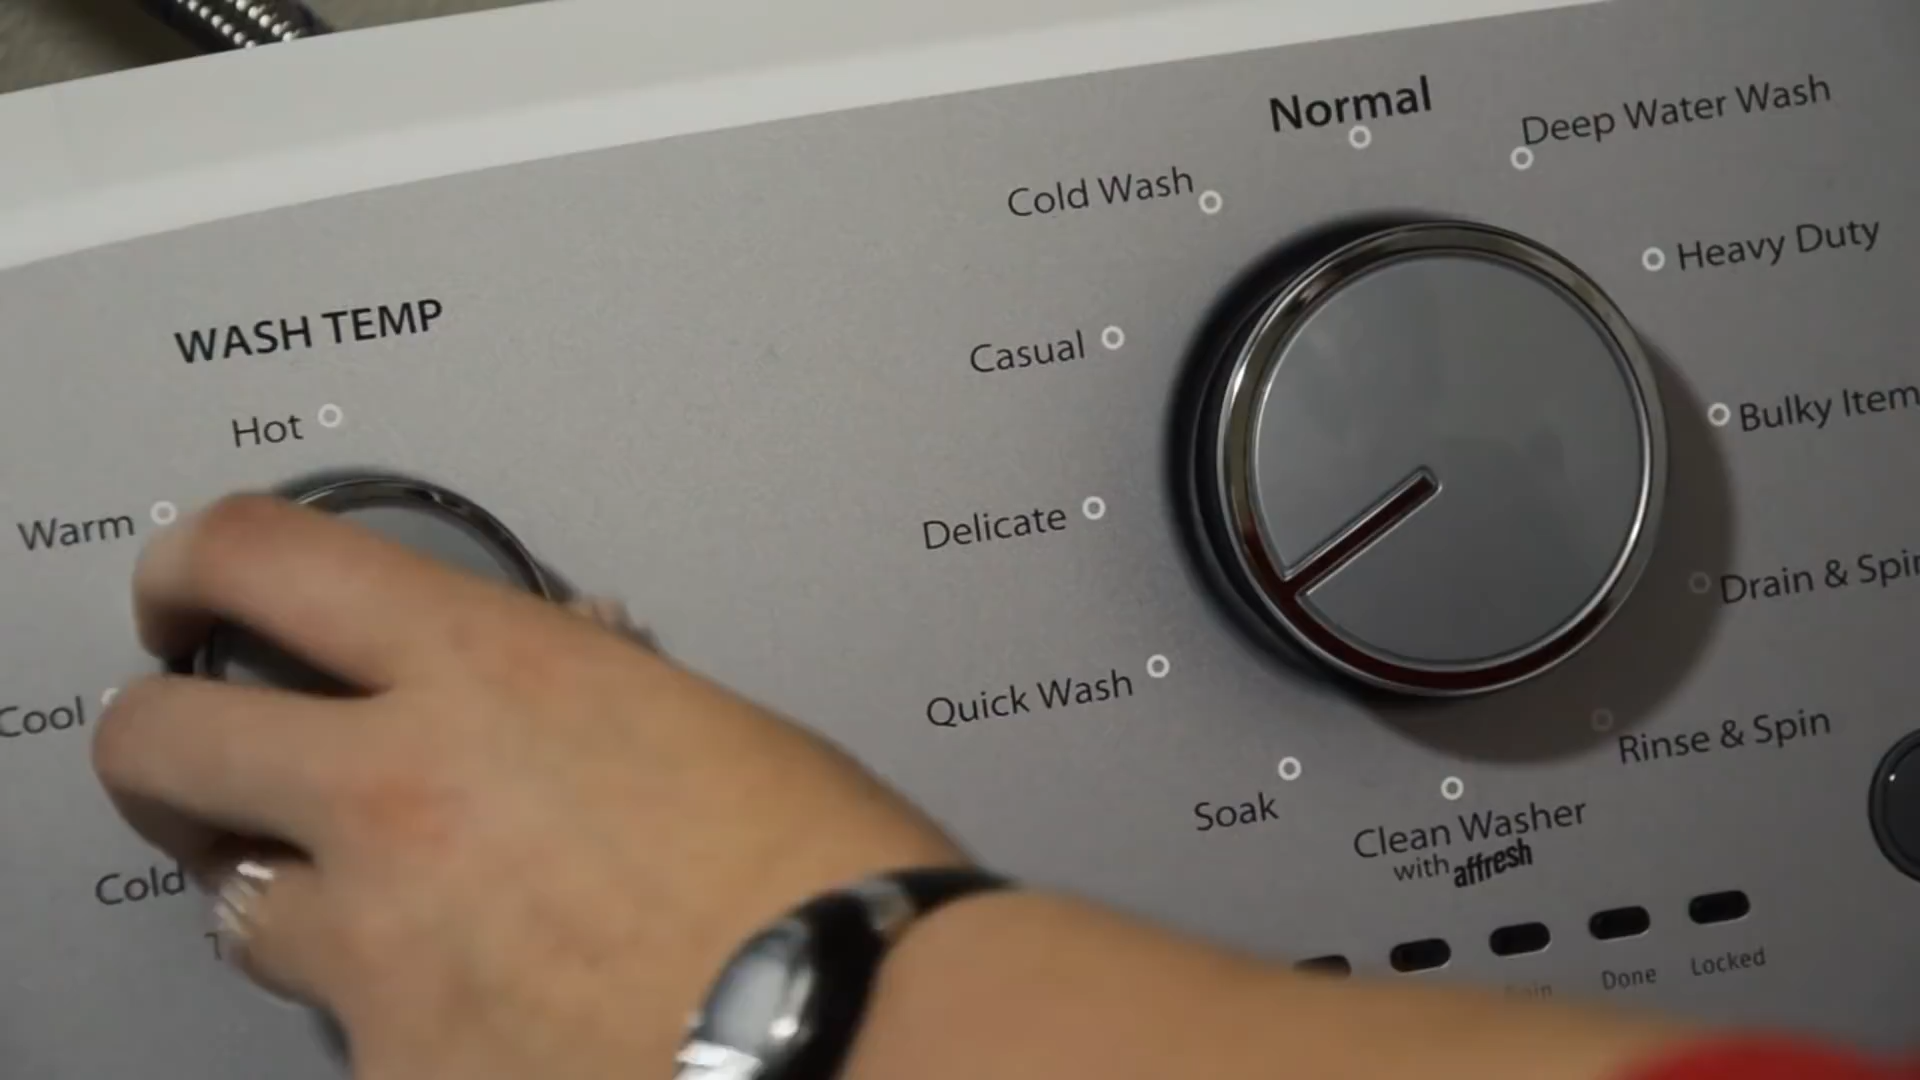 Normal
Deep Water Wash
Cold Wash
Heavy Duty
WASH TEMP
Casual
Bulky Item
Hot
Warm
Delicate
Drain & Spin
Cool
Quick Wash
Rinse & Spin
Soak
Clean Washer
with affresh
Cold
Done
Locked